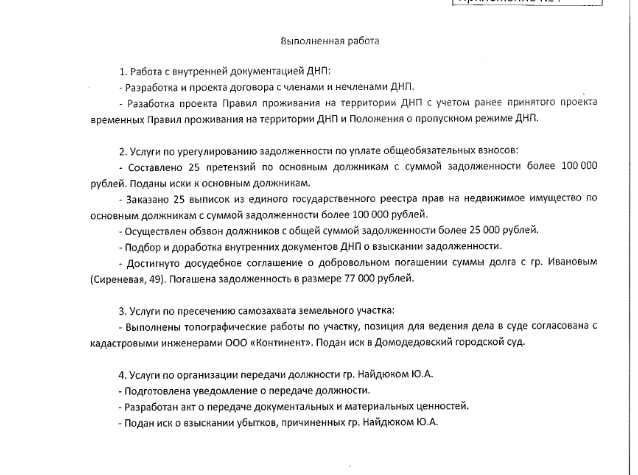 Выполненная работа
1. Работа с внутренней документацией ДНП:
- Разработка и проекта договора с членами и нечленами ДНП.
- Разаботка проекта Правил проживания на территории ДНП с учетом ранее принятого проекта
временных Правил проживания на территории ДНП и Положения о пропускном режиме ДНП.
2. Услуги по урегулированию задолженности по уплате общеобязательных взносов:
- Составлено 25 претензий по основным должникам с суммой задолженности более 100 000
рублей. Поданы иски к основным должникам.
- Заказано 25 выписок из единого государственного реестра прав на недвижимое имущество по
основным должникам с суммой задолженности более 100 000 рублей.
- Осуществлен обзвон должников с общей суммой задолженности более 25 000 рублей.
- Подбор и доработка внутренних документов ДНП о взыскании задолженности.
- Достигнуто досудебное соглашение о добровольном погашении суммы долга с гр. Ивановым
(Сиреневая, 49). Погашена задолженность в размере 77 000 рублей.
3. Услуги по пресечению самозахвата земельного участка:
- Выполнены топографические работы по участку, позиция для ведения дела в суде согласована с
кадастровыми инженерами ООО «Континент». Подан иск в Домодедовский городской суд.
4. Услуги по организации передачи должности гр. Найдюком Ю.А.
- Подготовлена уведомление о передаче должности.
- Разработан акт о передаче документальных и материальных ценностей.
- Подан иск о взыскании убытков, причиненных гр. Найдюком Ю.А.